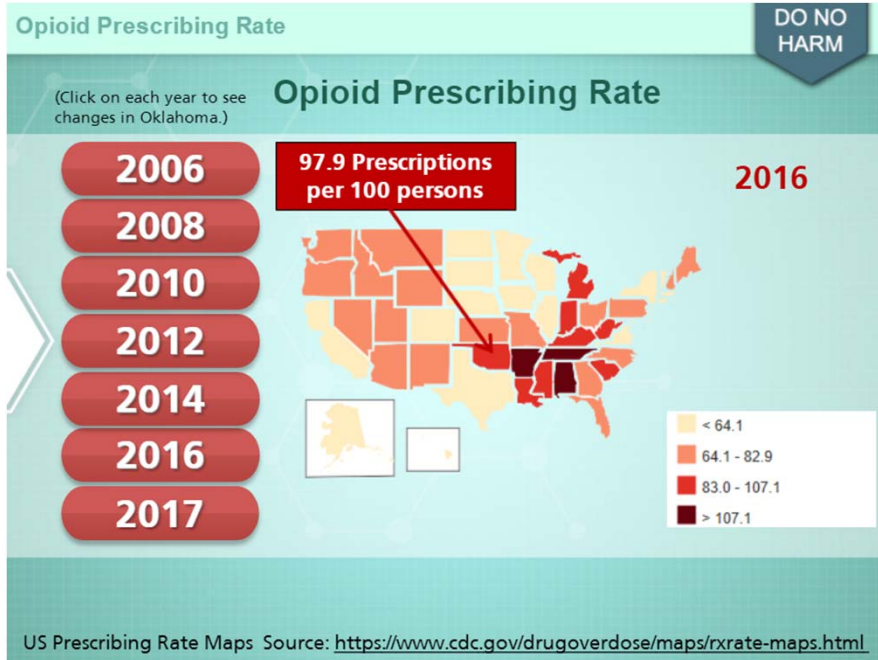 Opioid Prescribing Rate
DO NO
HARM
(Click on each year to see
changes in Oklahoma.)
Opioid Prescribing Rate
2006
2008
2010
2012
2014
2016
2017
97.9 Prescriptions
per 100 persons
2016
< 64.1
64.1 - 82.9
83.0 - 107.1
> 107.1
US Prescribing Rate Maps Source: https://www.cdc.gov/drugoverdose/maps/rxrate-maps.html